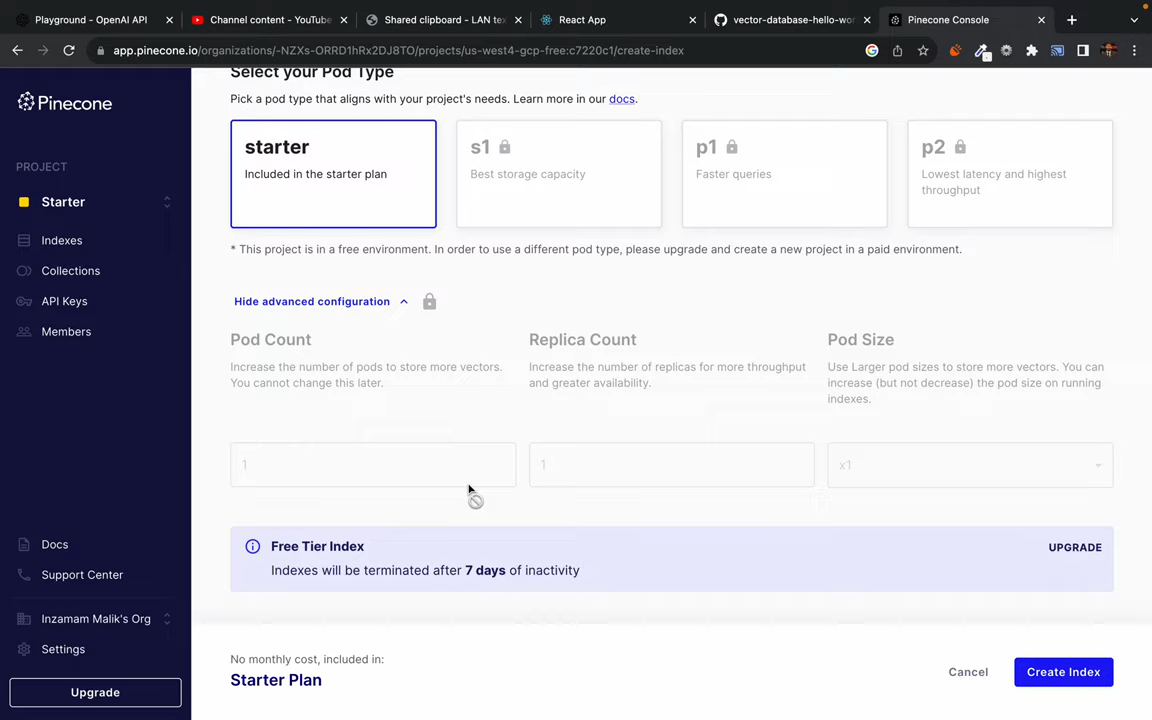 Playground - OpenAI API
Channel content - YouTube
Shared clipboard - LAN te
React App
vector-database-hello-wor
Pinecone Console
app.pinecone.io/organizations/-NZXs-ORRD1hRx2DJ8TO/projects/us-west4-gcp-free:c7220c1/create-index
Pinecone
PROJECT
Starter
Indexes
Collections
API Keys
Members
Docs
Support Center
Inzamam Malik's Org
Settings
Upgrade
Select your Pod Type
Pick a pod type that aligns with your project's needs. Learn more in our docs.
starter
Included in the starter plan
s1
Best storage capacity
p1
Faster queries
p2
Lowest latency and highest
throughput
* This project is in a free environment. In order to use a different pod type, please upgrade and create a new project in a paid environment.
Hide advanced configuration
Pod Count
Increase the number of pods to store more vectors.
You cannot change this later.
1
Replica Count
Increase the number of replicas for more throughput
and greater availability.
1
Pod Size
Use Larger pod sizes to store more vectors. You can
increase (but not decrease) the pod size on running
indexes.
x1
Free Tier Index
Indexes will be terminated after 7 days of inactivity
UPGRADE
No monthly cost, included in:
Starter Plan
Cancel
Create Index